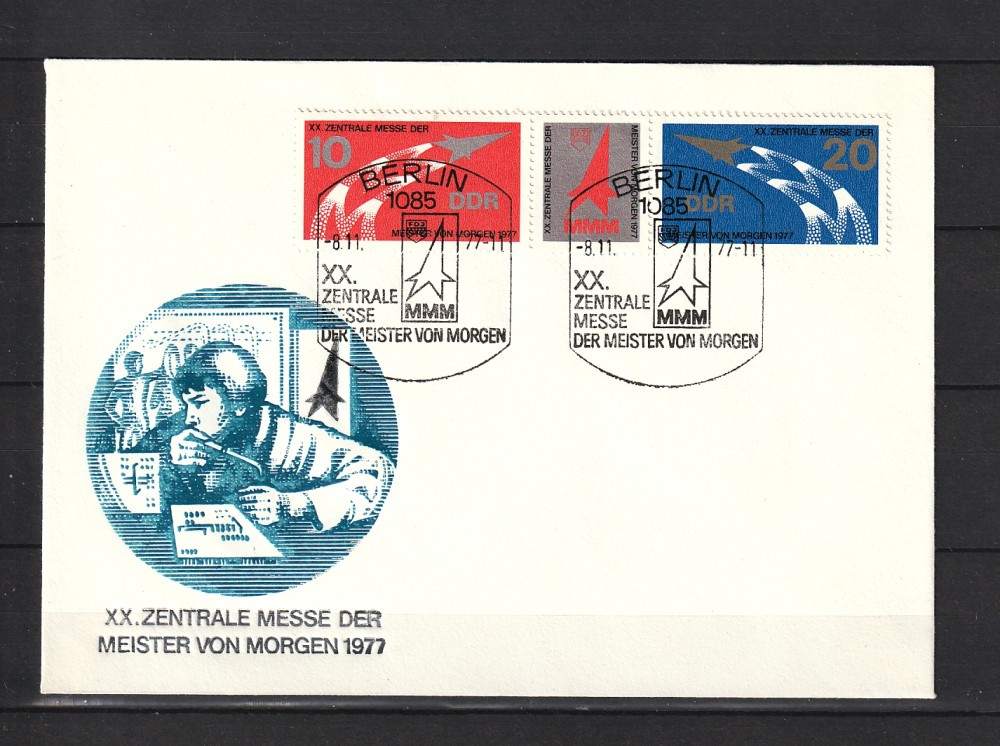 XX. ZENTRALE MESSE DER
10
DDR
MEISTER VON MORGEN 1977
XX. ZENTRALE MESSE DER
MEISTER VON MORGEN 1977
FDJ
MMM
XX. ZENTRALE MESSE DER
20
DDR
MEISTER VON MORGEN 1977
BERLIN
1085
-8.11. 77-11
FDJ
XX.
ZENTRALE
MESSE
MMM
DER MEISTER VON MORGEN
BERLIN
1085
-8.11. 77-11
FDJ
XX.
ZENTRALE
MESSE
MMM
DER MEISTER VON MORGEN
XX. ZENTRALE MESSE DER
MEISTER VON MORGEN 1977